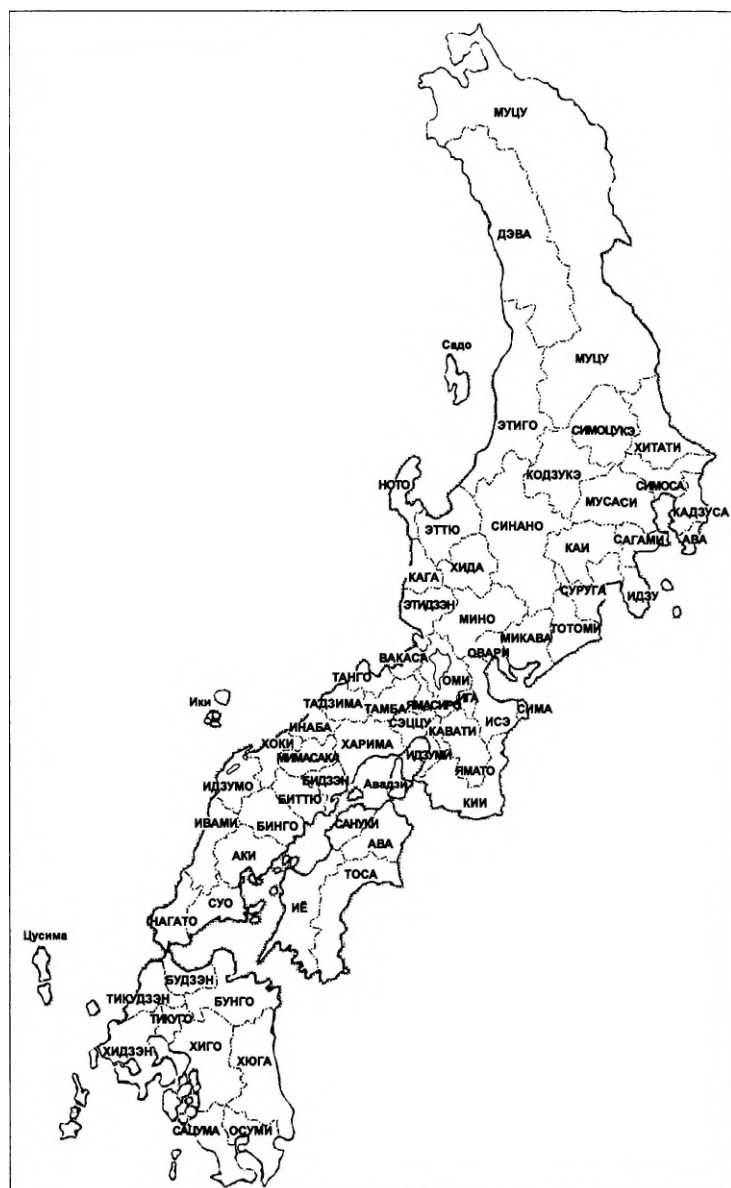 МУЦУ
ДЭВА
Садо
МУЦУ
ЭТИГО
СИМОЦУКЭ
ХИТАТИ
КОДЗУКЭ
НОТО
СИМОСА
МУСАСИ
КАДЗУСА
СИНАНО
ЭТТЮ
САГАМИ
АВА
КАИ
ХИДА
КАГА
СУРУГА
ИДЗУ
ЭТИДЗЭН
МИНО
ТОТОМИ
МИКАВА
ОВАРИ
ВАКАСА
ТАНГО
ОМИ
Ики
ТАДЗИМА
ТАМБА
ЯМАСИРО
ИГА
СИМА
ИСЭ
ИНАБА
СЭЦЦУ
КАВАТИ
ХОКИ
ХАРИМА
МИМАСАКА
ИДЗУМИ
ЯМАТО
БИДЗЭН
Авадзи
ИДЗУМО
БИТТЮ
КИИ
ИВАМИ
БИНГО
САНУКИ
АВА
АКИ
ТОСА
СУО
ИЁ
НАГАТО
Цусима
БУДЗЭН
ТИКУДЗЭН
БУНГО
ТИКУГО
ХИДЗЭН
ХИГО
ХЮГА
САЦУМА
ОСУМИ